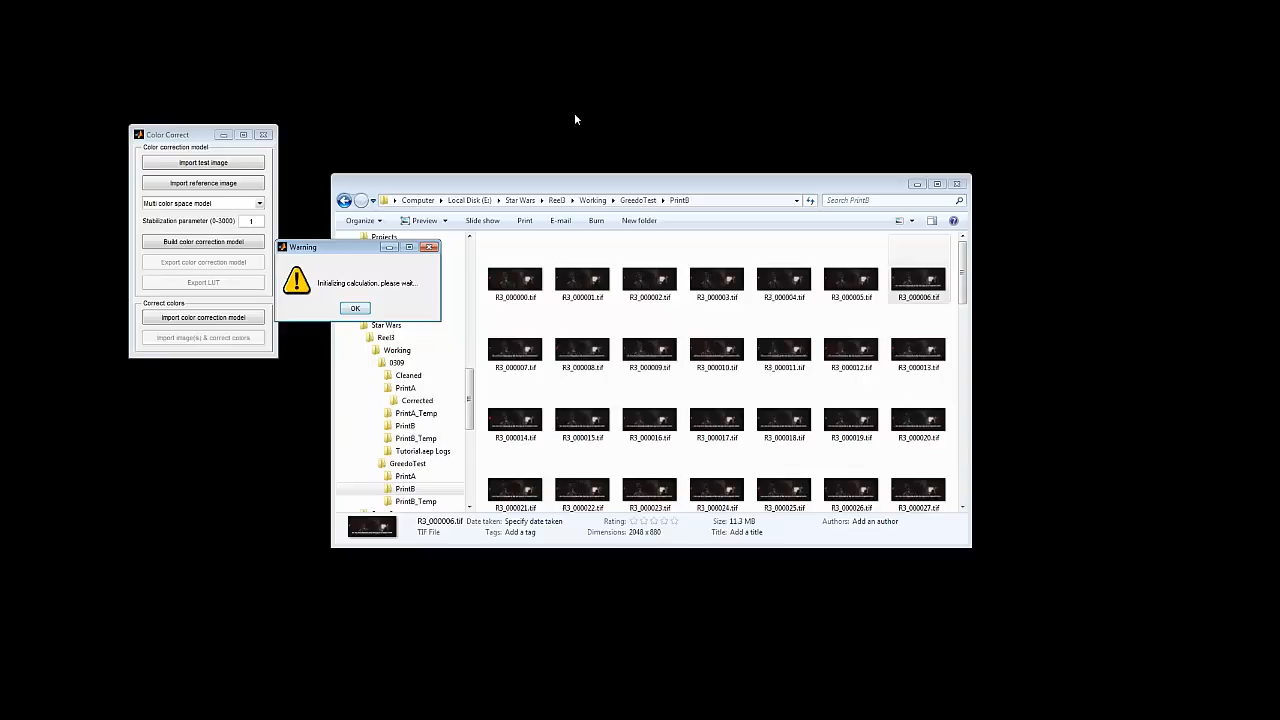 Color Correct
Color correction model
Import test image
Import reference image
Multi color space model
Stabilization parameter (0-3000) 1
Build color correction model
Export color correction model
Export LUT
Correct colors
Import color correction model
Import image(s) & correct colors
Warning
Initializing calculation, please wait...
OK
Computer Local Disk (E:) Star Wars Reel3 Working GreedoTest PrintB
Search PrintB
Organize Preview Slide show Print E-mail Burn New folder
Projects
Star Wars
Reel3
Working
0309
Cleaned
PrintA
Corrected
PrintA_Temp
PrintB
PrintB_Temp
Tutorial.aep Logs
GreedoTest
PrintA
PrintB
PrintB_Temp
R3_000000.tif R3_000001.tif R3_000002.tif R3_000003.tif R3_000004.tif R3_000005.tif R3_000006.tif
R3_000007.tif R3_000008.tif R3_000009.tif R3_000010.tif R3_000011.tif R3_000012.tif R3_000013.tif
R3_000014.tif R3_000015.tif R3_000016.tif R3_000017.tif R3_000018.tif R3_000019.tif R3_000020.tif
R3_000021.tif R3_000022.tif R3_000023.tif R3_000024.tif R3_000025.tif R3_000026.tif R3_000027.tif
R3_000006.tif Date taken: Specify date taken Rating: Size: 11.3 MB Authors: Add an author
TIF File Tags: Add a tag Dimensions: 2048 x 880 Title: Add a title